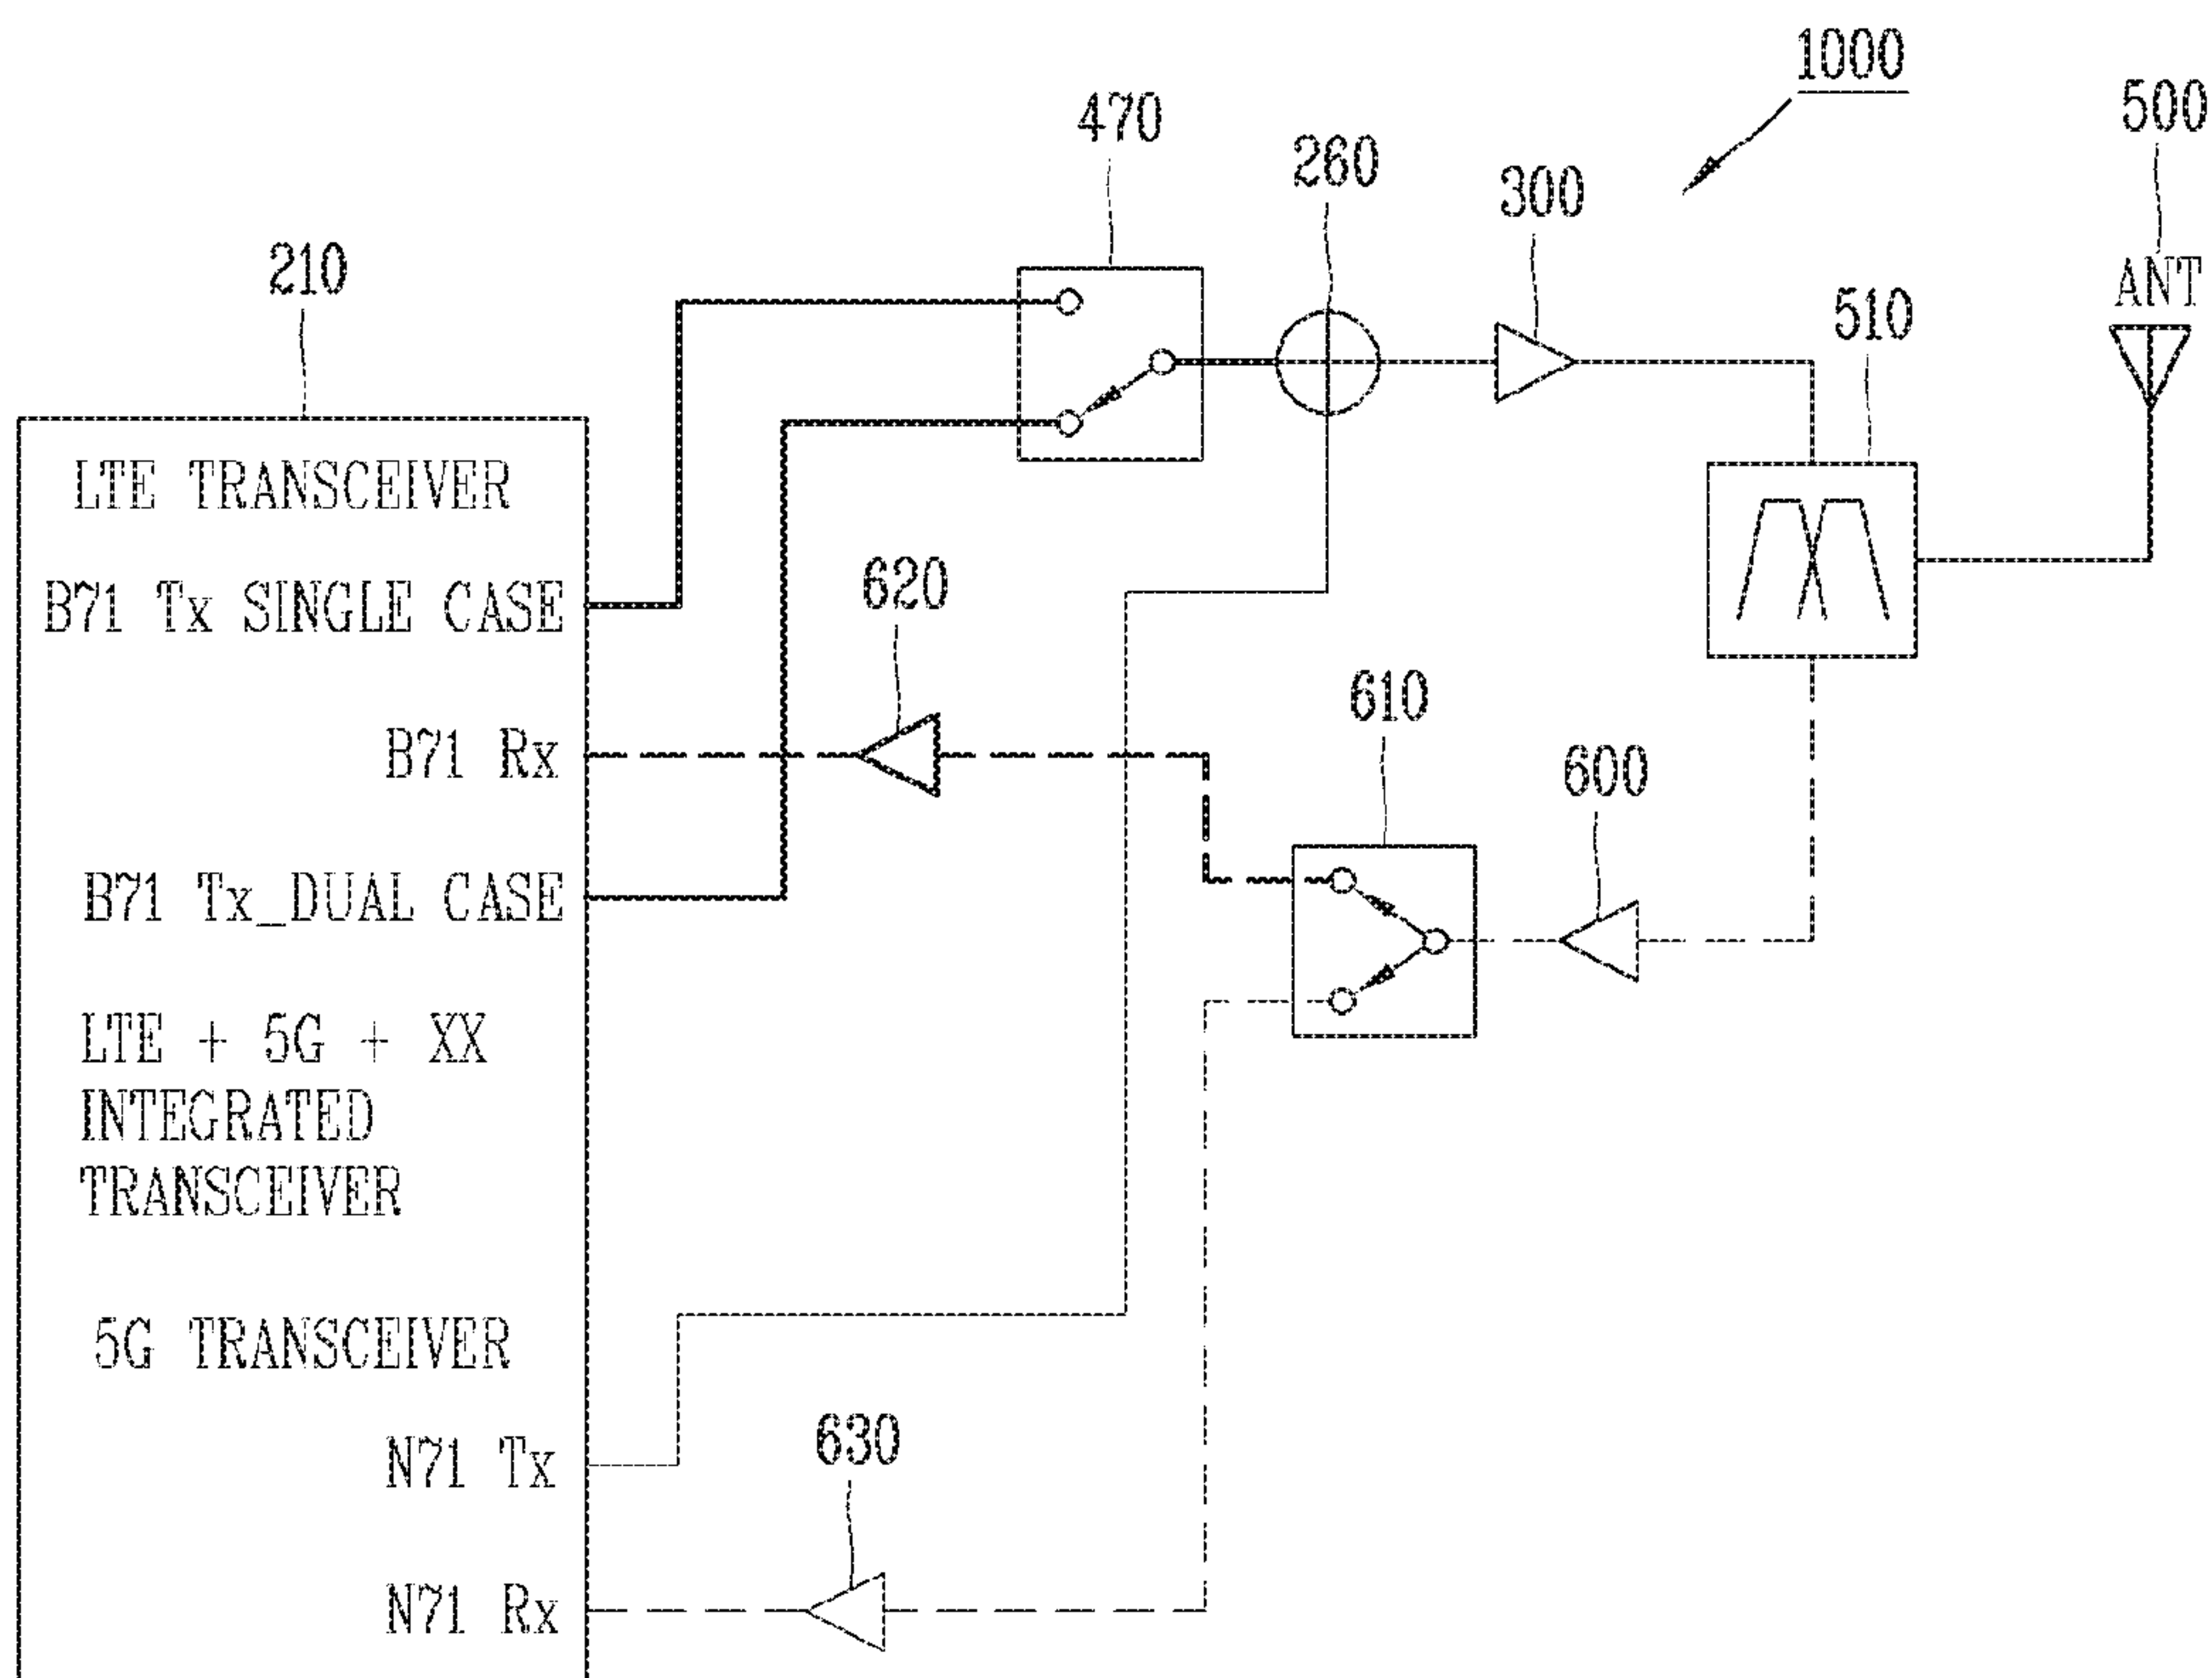 1000
500
470
260
300
ANT
210
510
LTE TRANSCEIVER
B71 Tx SINGLE CASE
620
610
B71 Rx
600
B71 Tx_DUAL CASE
LTE + 5G + XX
INTEGRATED
TRANSCEIVER
5G TRANSCEIVER
N71 Tx
630
N71 Rx